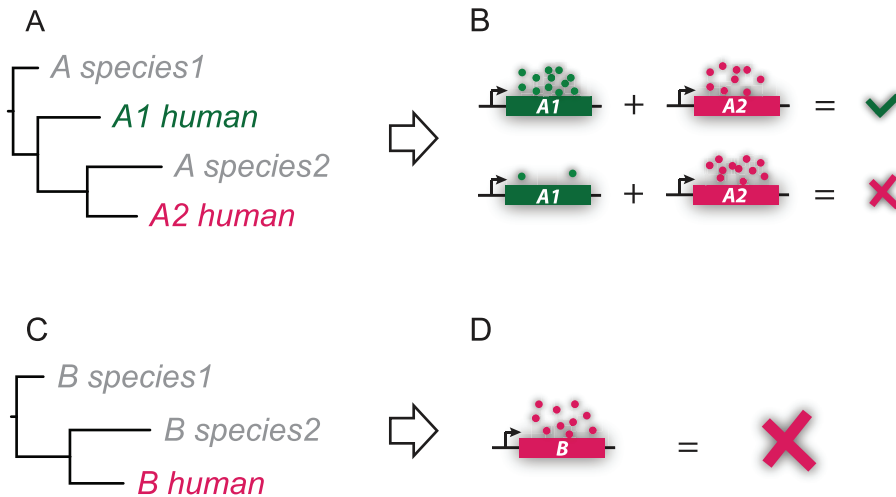 A
A species1
A1 human
A species2
A2 human
B
A1 + A2 =
A1 + A2 =
C
B species1
B species2
B human
D
B =